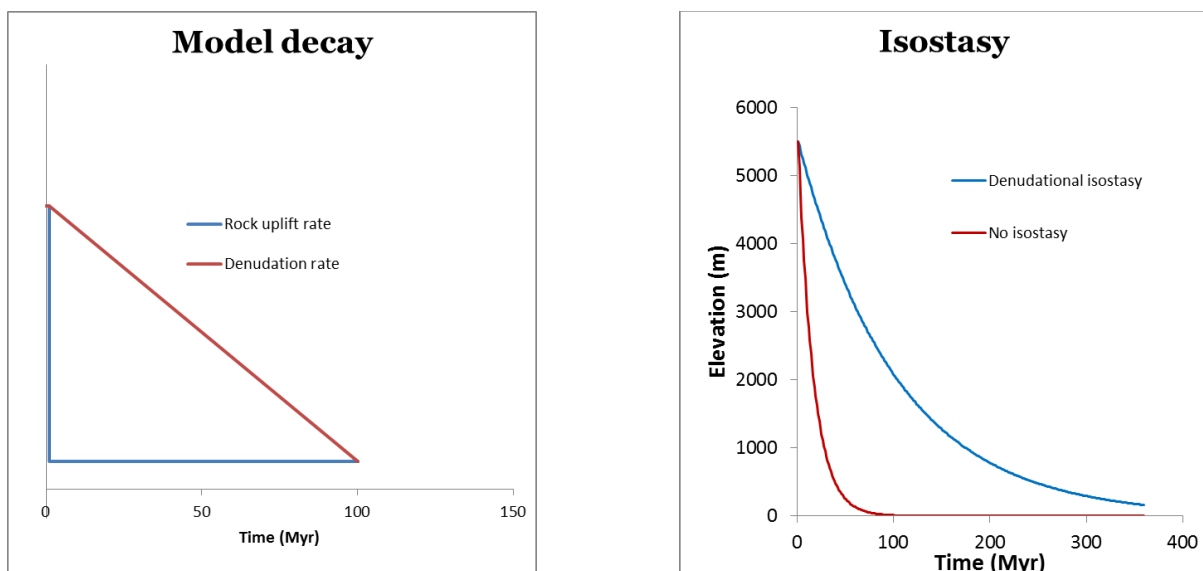 Model decay
Rock uplift rate
Denudation rate
0
50
100
150
Time (Myr)
Isostasy
6000
5000
4000
3000
2000
1000
0
Elevation (m)
Denudational isostasy
No isostasy
0
100
200
300
400
Time (Myr)